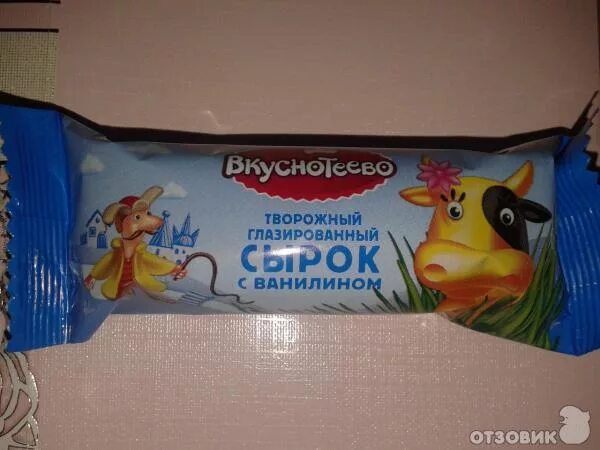 ВкусноТеево
ТВОРОЖНЫЙ
ГЛАЗИРОВАННЫЙ
СЫРОК
С ВАНИЛИНОМ
ОТЗОВИК